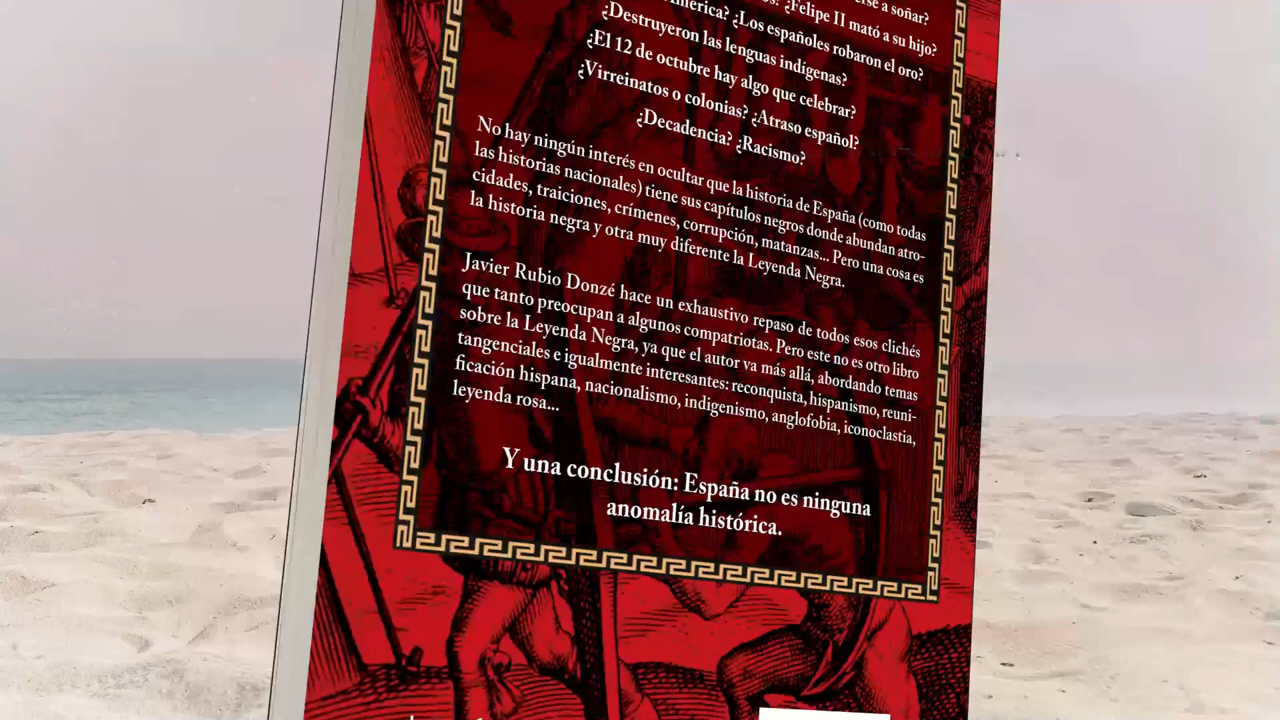 a soñar?
América? ¿Felipe II mató a su hijo?
¿Los españoles robaron el oro?
¿Destruyeron las lenguas indígenas?
¿El 12 de octubre hay algo que celebrar?
¿Virreinatos o colonias? ¿Atraso español?
¿Decadencia? ¿Racismo?
No hay ningún interés en ocultar que la historia de España (como todas
las historias nacionales) tiene sus capítulos negros donde abundan atro-
cidades, traiciones, crímenes, corrupción, matanzas... Pero una cosa es
la historia negra y otra muy diferente la Leyenda Negra.
Javier Rubio Donzé hace un exhaustivo repaso de todos esos clichés
que tanto preocupan a algunos compatriotas. Pero este no es otro libro
sobre la Leyenda Negra, ya que el autor va más allá, abordando temas
tangenciales e igualmente interesantes: reconquista, hispanismo, reuni-
ficación hispana, nacionalismo, indigenismo, anglofobia, iconoclastia,
leyenda rosa...
Y una conclusión: España no es ninguna
anomalía histórica.